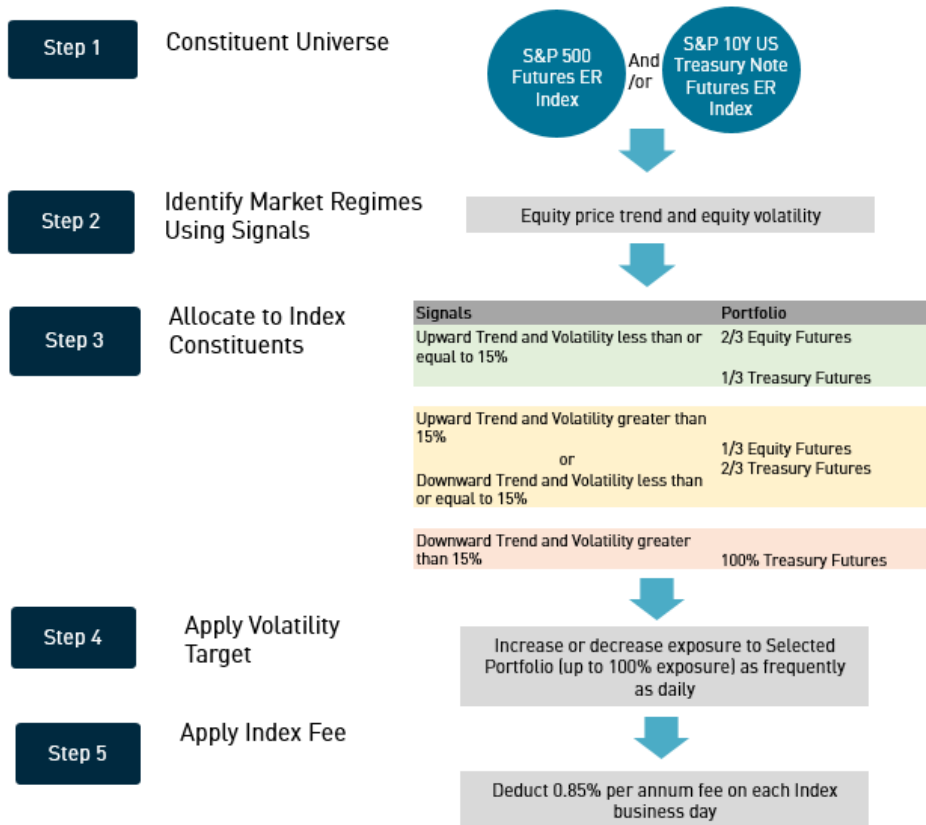 Step 1
Constituent Universe
S&P 500
Futures ER
Index
And
/or
S&P 10Y US
Treasury Note
Futures ER
Index
Step 2
Identify Market Regimes
Using Signals
Equity price trend and equity volatility
Step 3
Allocate to Index
Constituents
Signals
Portfolio
Upward Trend and Volatility less than or
equal to 15%
2/3 Equity Futures
1/3 Treasury Futures
Upward Trend and Volatility greater than
15%
or
Downward Trend and Volatility less than
or equal to 15%
1/3 Equity Futures
2/3 Treasury Futures
Downward Trend and Volatility greater
than 15%
100% Treasury Futures
Step 4
Apply Volatility
Target
Increase or decrease exposure to Selected
Portfolio (up to 100% exposure) as frequently
as daily
Step 5
Apply Index Fee
Deduct 0.85% per annum fee on each Index
business day